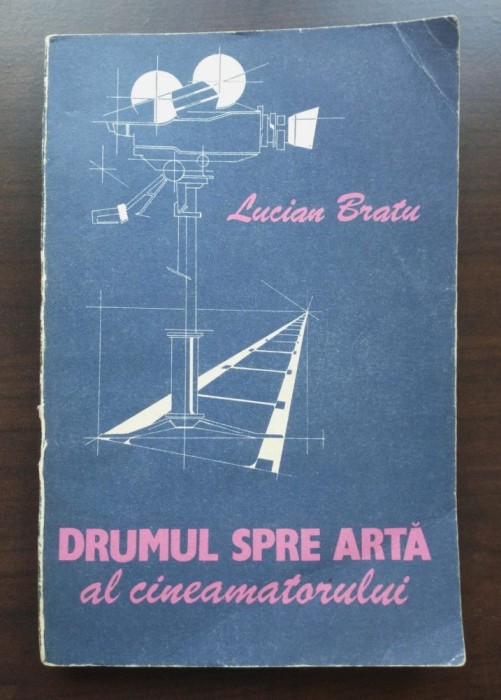 Lucian Bratu
DRUMUL SPRE ARTĂ
al cineamatorului